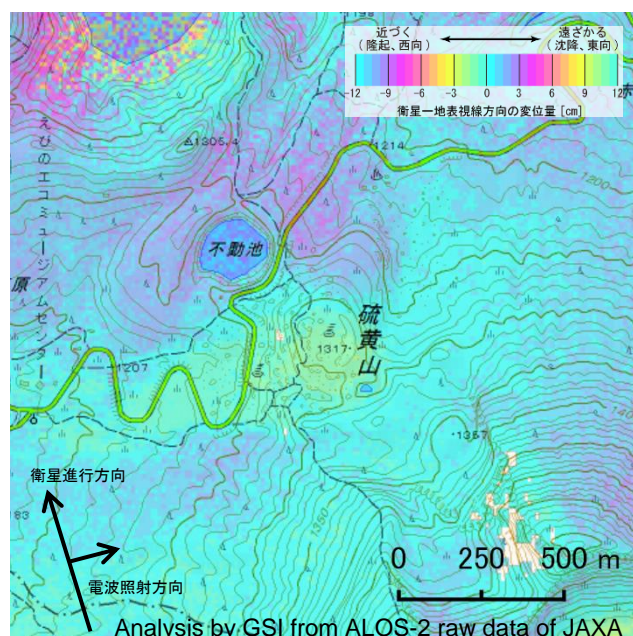 近づく
（隆起、西向）
遠ざかる
（沈降、東向）
-12 -9 -6 -3 0 3 6 9 12
衛星―地表視線方向の変位量 [cm]
1305.4
1214
1200
えびのエコミュージアムセンター
不動池
原
硫黄山
1317
1207
1357
140
1350
衛星進行方向
183
電波照射方向
0 250 500 m
Analysis by GSI from ALOS-2 raw data of JAXA